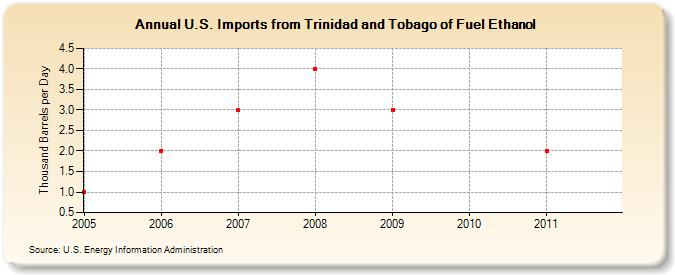 Annual U.S. Imports from Trinidad and Tobago of Fuel Ethanol
Thousand Barrels per Day
4.5
4.0
3.5
3.0
2.5
2.0
1.5
1.0
0.5
2005 2006 2007 2008 2009 2010 2011
Source: U.S. Energy Information Administration